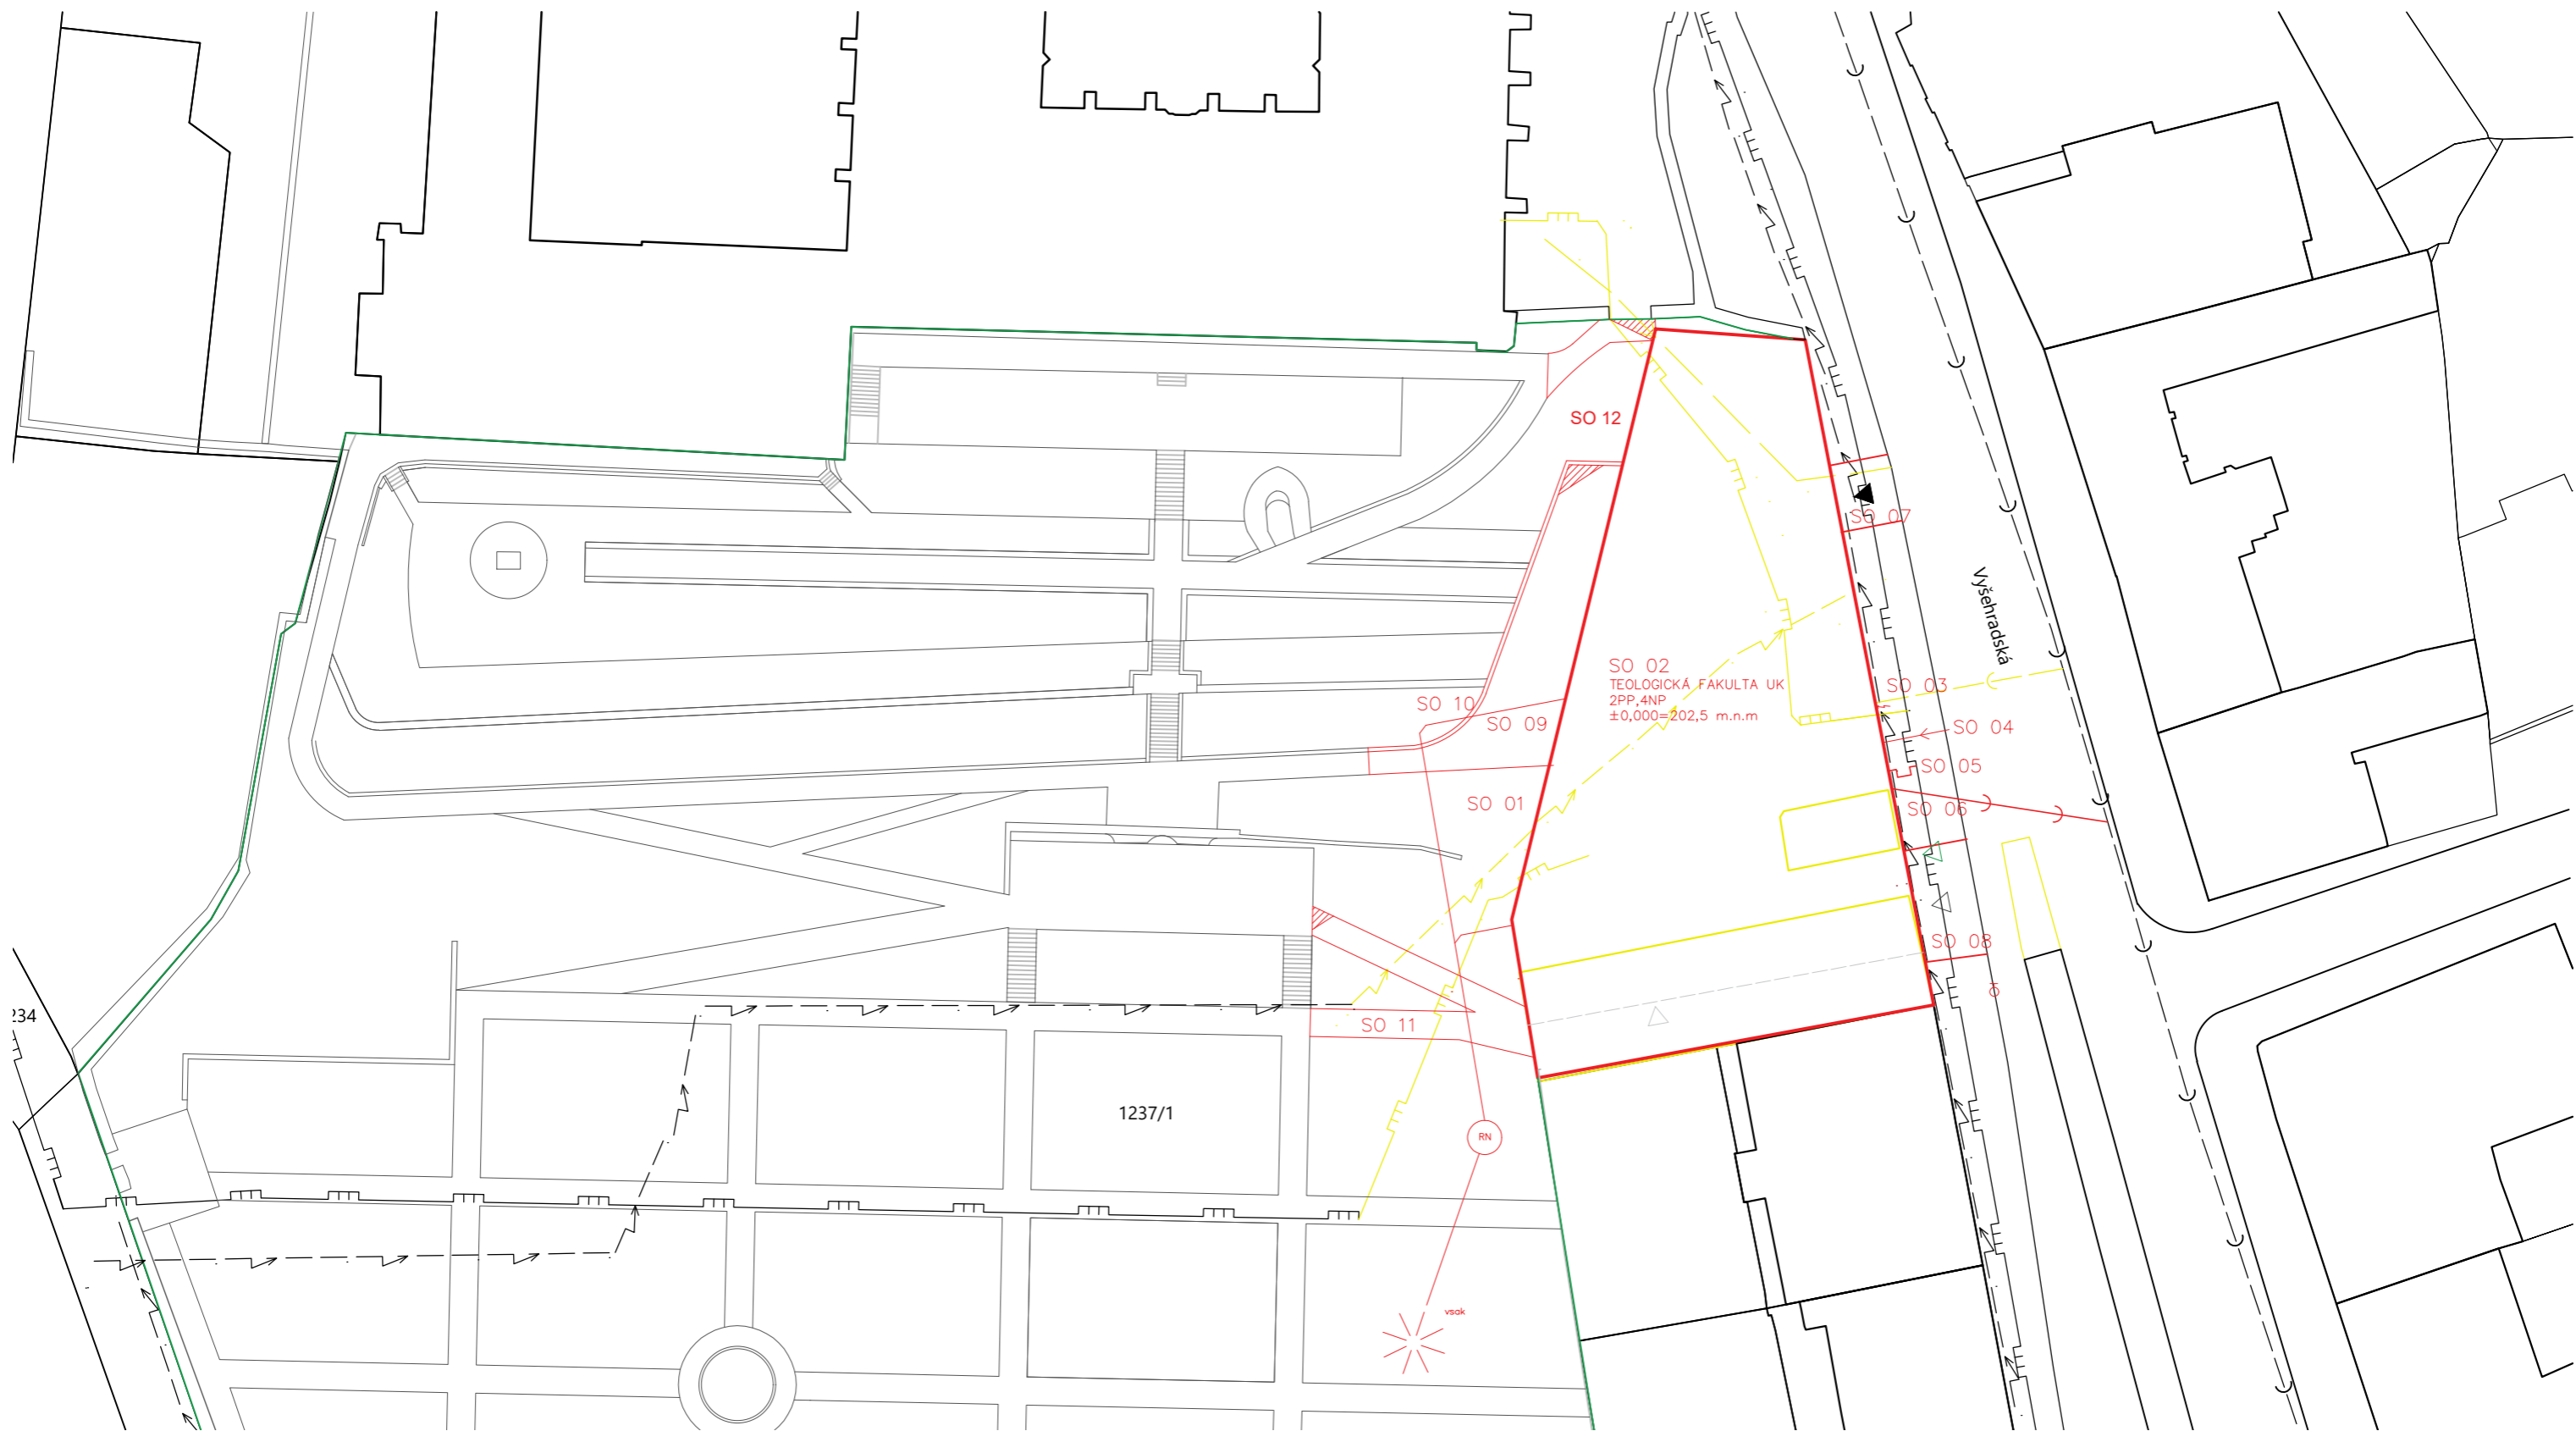 SO 12
SO 07
Vyšehradská
SO 02
TEOLOGICKÁ FAKULTA UK
2PP,4NP
±0,000=202,5 m.n.m
SO 03
SO 10
SO 09
SO 04
SO 05
SO 01
SO 06
SO 08
SO 11
1237/1
RN
vsak